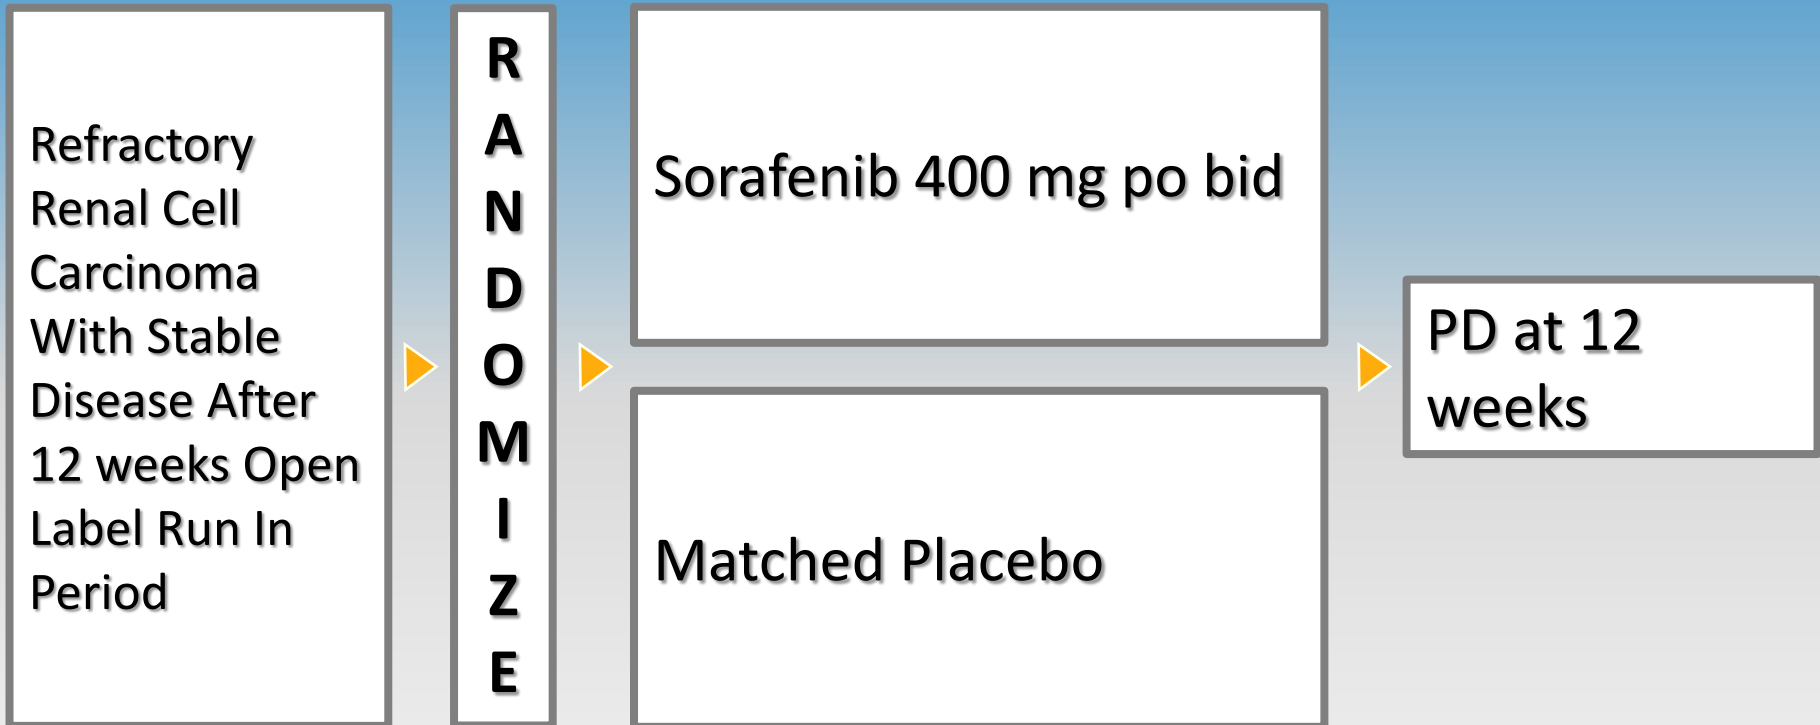 Refractory
Renal Cell
Carcinoma
With Stable
Disease After
12 weeks Open
Label Run In
Period
R
A
N
D
O
M
I
Z
E
Sorafenib 400 mg po bid
Matched Placebo
PD at 12
weeks